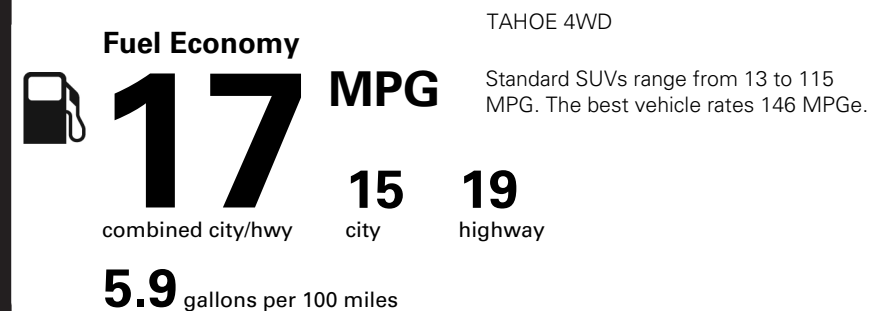 TAHOE 4WD
Fuel Economy
17 MPG
Standard SUVs range from 13 to 115
MPG. The best vehicle rates 146 MPGe.
15 19
combined city/hwy city highway
5.9 gallons per 100 miles